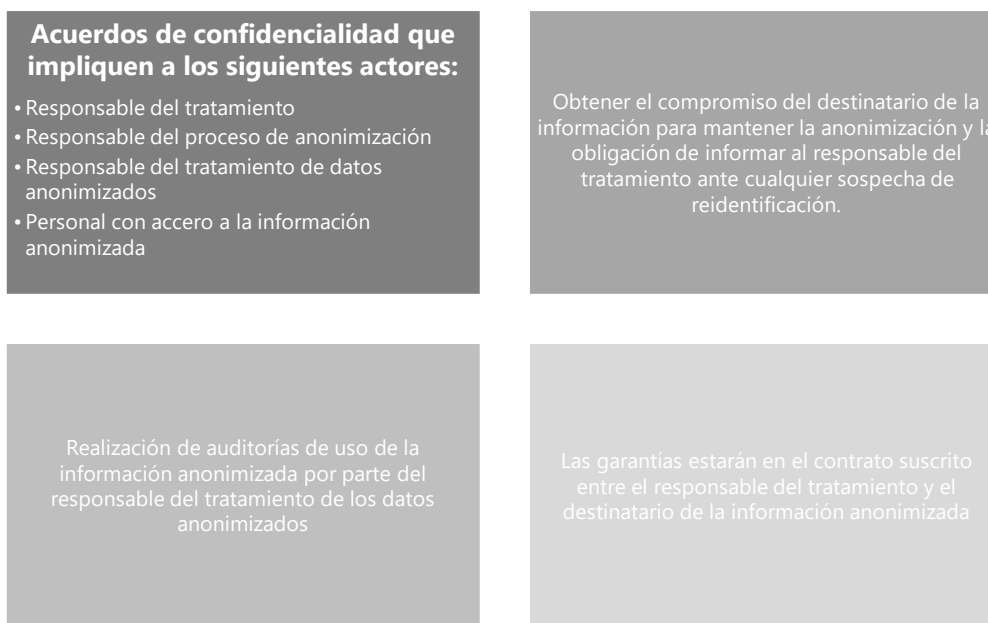 Acuerdos de confidencialidad que
impliquen a los siguientes actores:
• Responsable del tratamiento
• Responsable del proceso de anonimización
• Responsable del tratamiento de datos
anonimizados
• Personal con accero a la información
anonimizada
Obtener el compromiso del destinatario de la
información para mantener la anonimización y la
obligación de informar al responsable del
tratamiento ante cualquier sospecha de
reidentificación.
Realización de auditorías de uso de la
información anonimizada por parte del
responsable del tratamiento de los datos
anonimizados
Las garantías estarán en el contrato suscrito
entre el responsable del tratamiento y el
destinatario de la información anonimizada